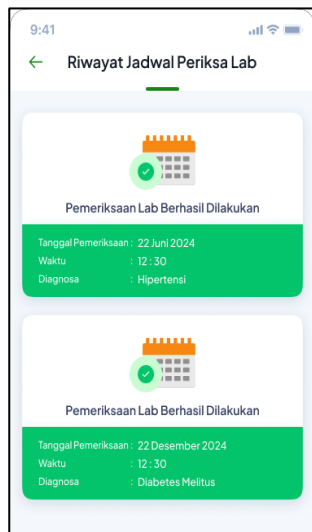 9:41
Riwayat Jadwal Periksa Lab
Pemeriksaan Lab Berhasil Dilakukan
Tanggal Pemeriksaan : 22 Juni 2024
Waktu : 12 : 30
Diagnosa : Hipertensi
Pemeriksaan Lab Berhasil Dilakukan
Tanggal Pemeriksaan : 22 Desember 2024
Waktu : 12 : 30
Diagnosa : Diabetes Melitus